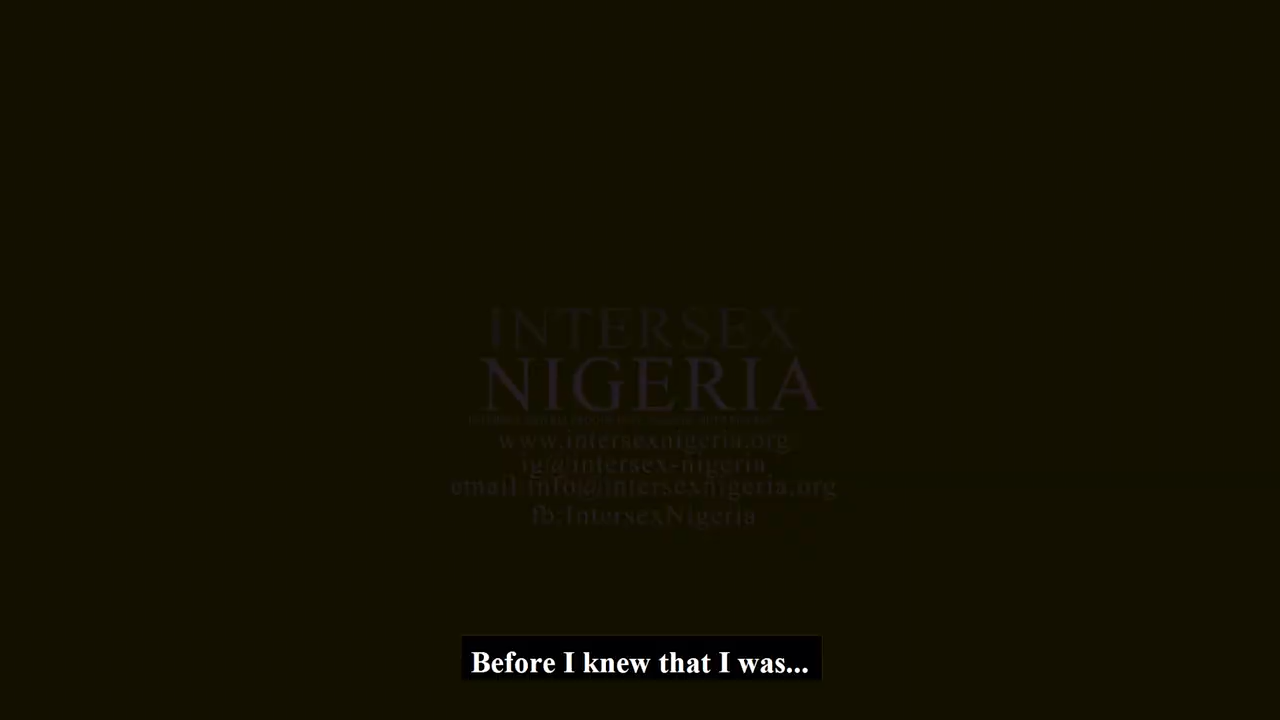 INTERSEX
NIGERIA
www.intersexnigeria.org
ig@intersex-nigeria
email:info@intersexnigeria.org
fb:IntersexNigeria
Before I knew that I was...